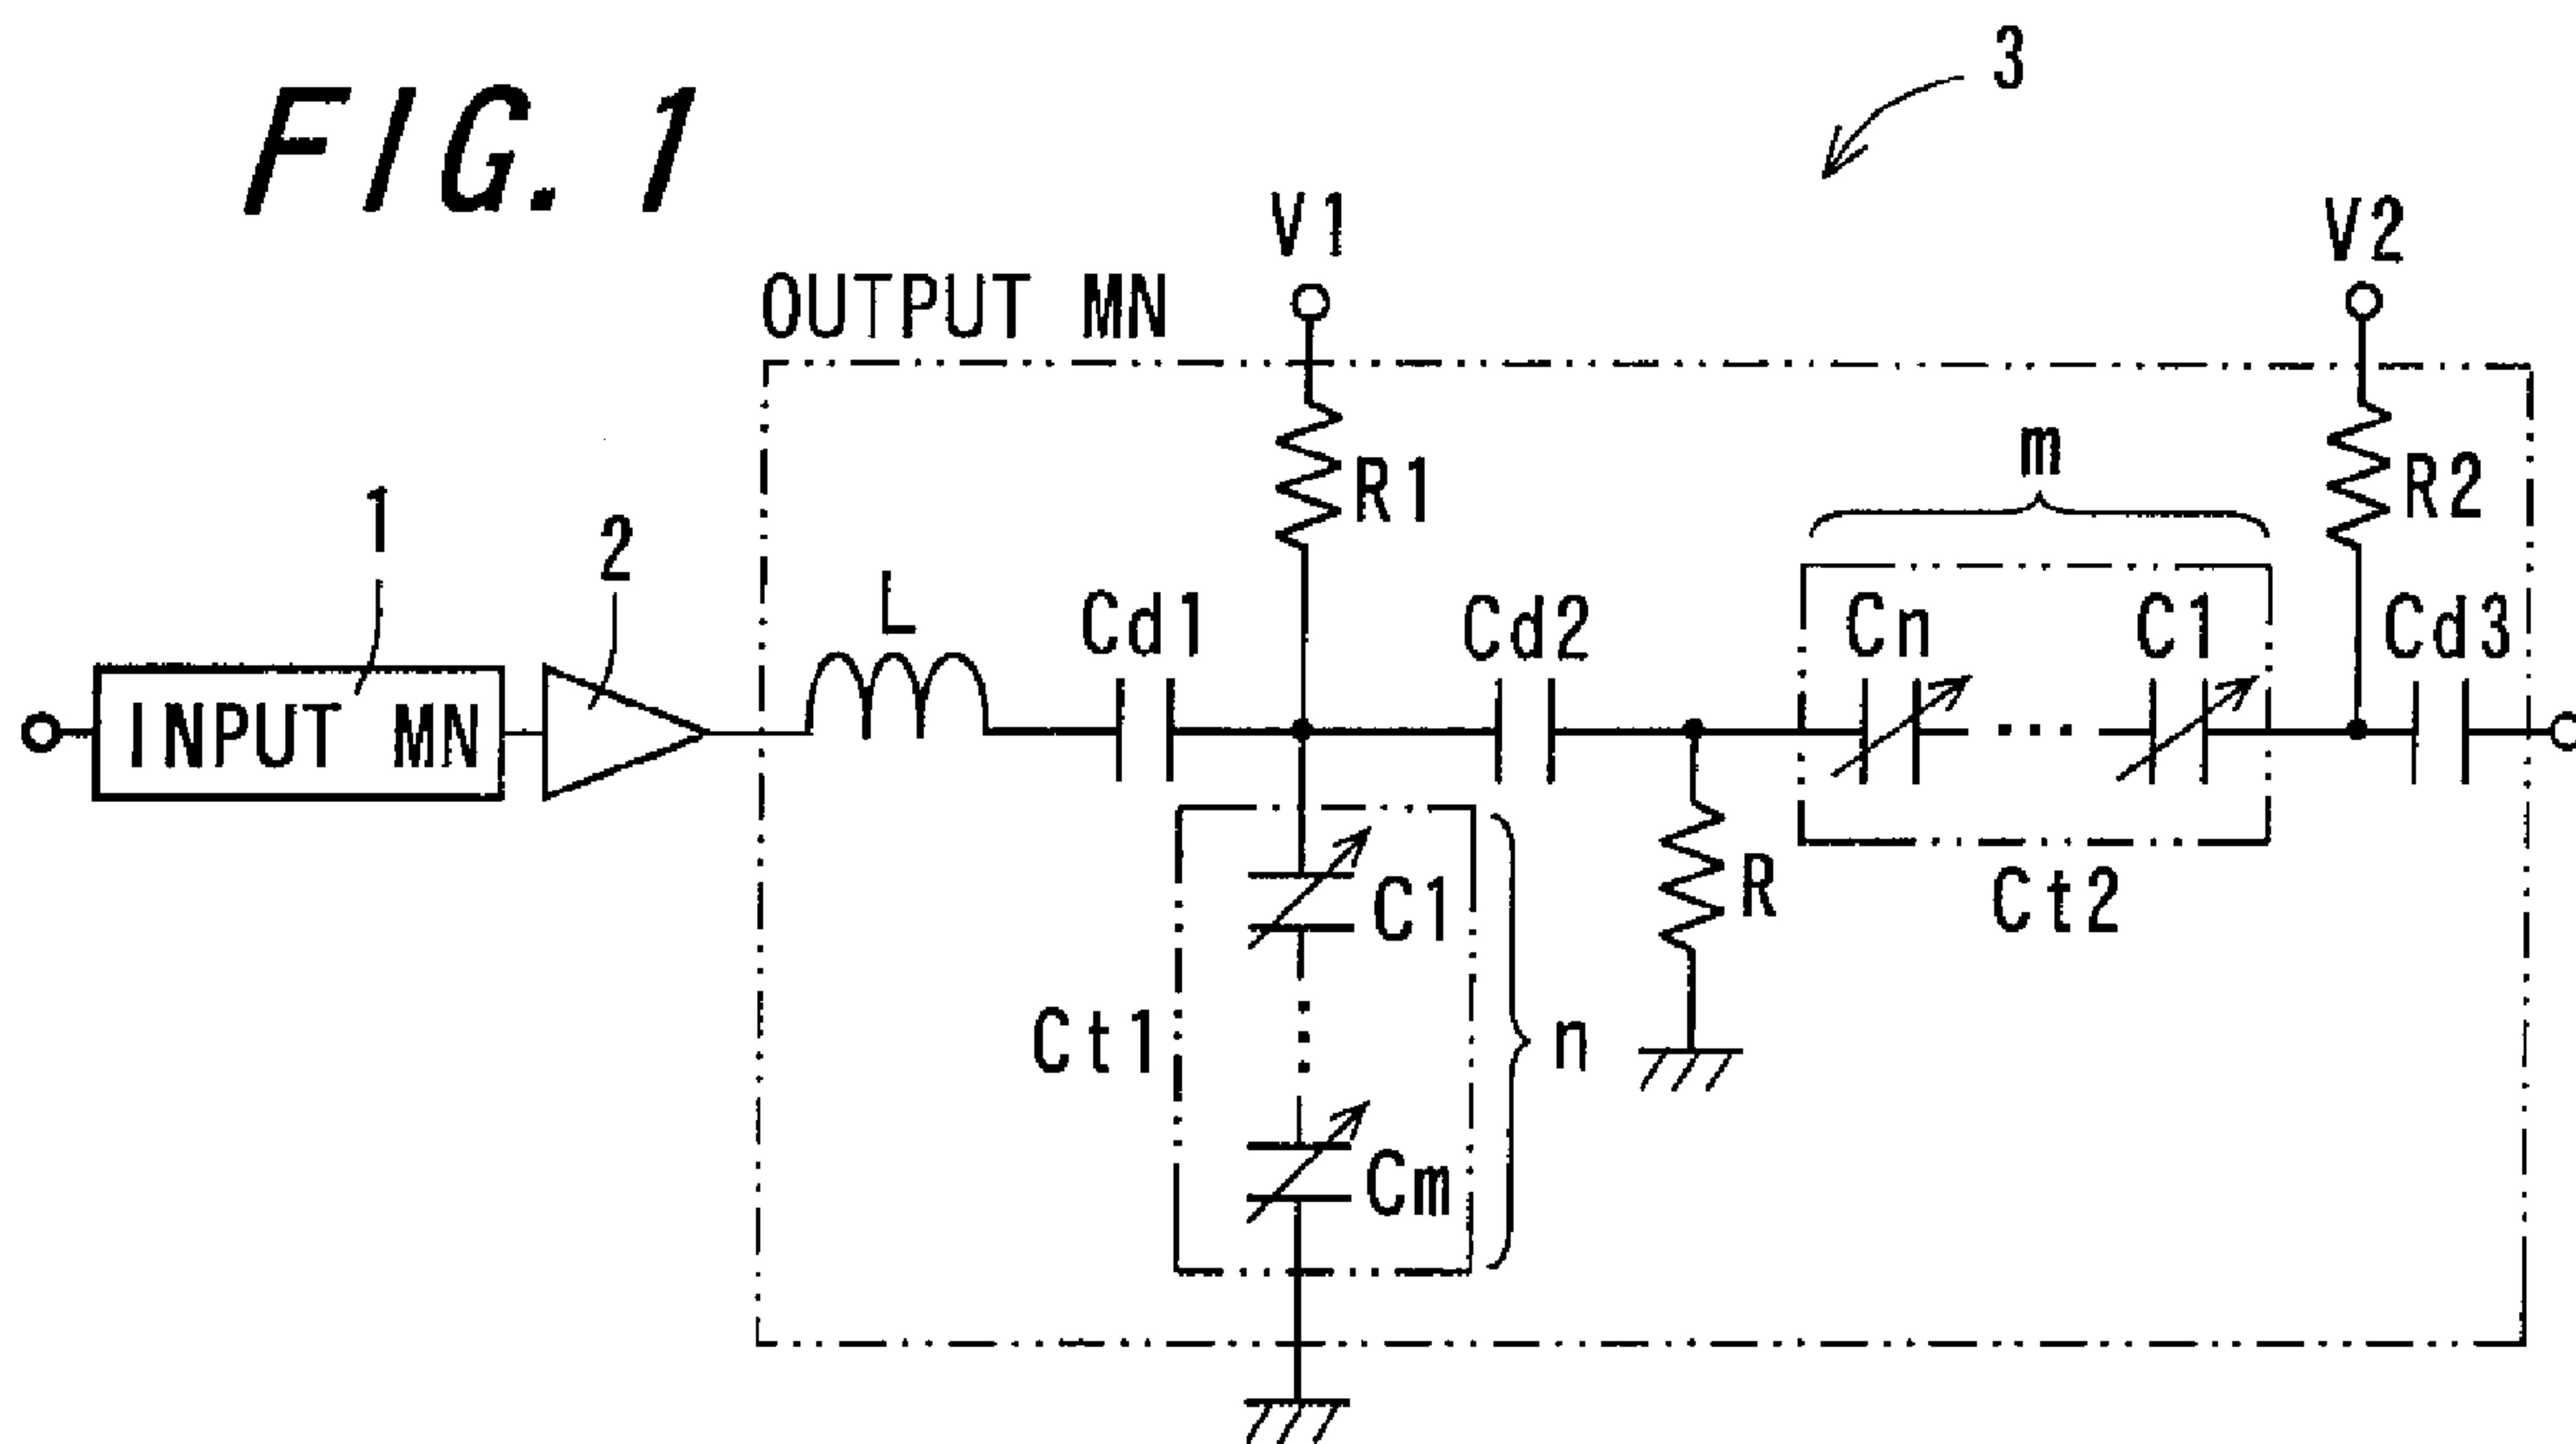 FIG. 1
3
V1
V2
OUTPUT MN
R1
m
R2
1
2
L
Cd1
Cd2
Cn
C1
Cd3
INPUT MN
...
C1
R
Ct2
Ct1
n
Cm